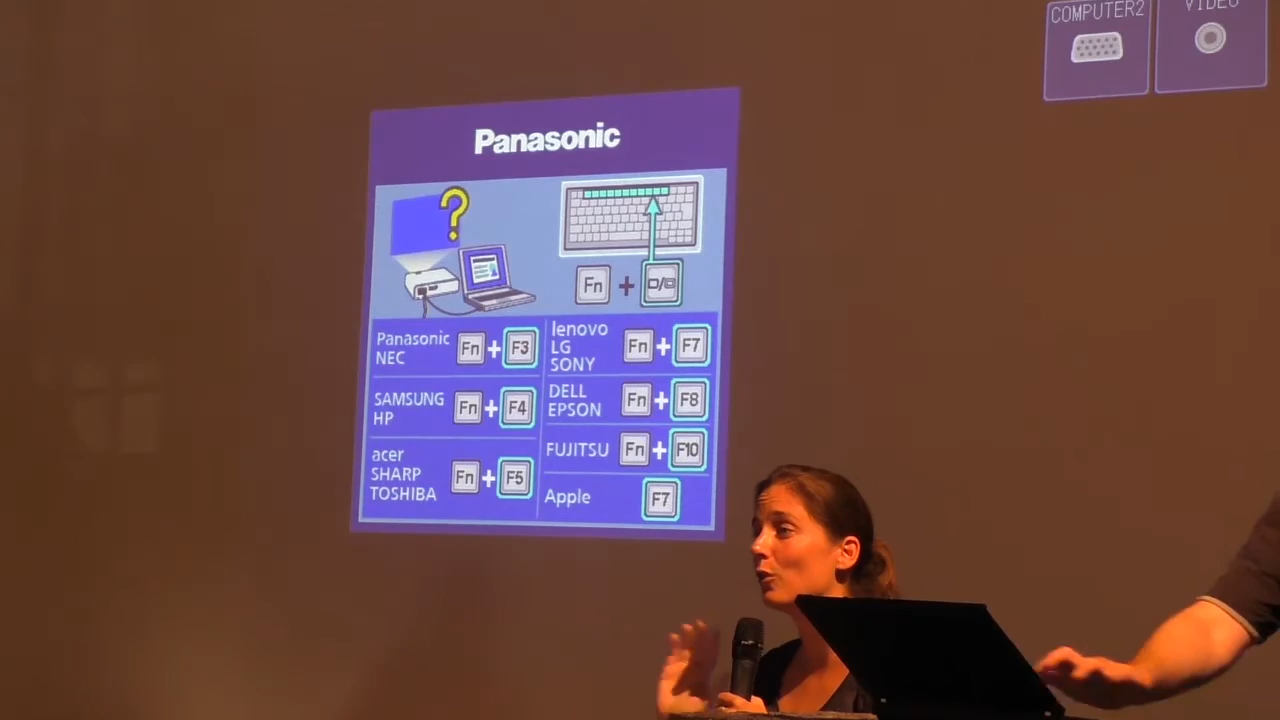 COMPUTER2
VIDEO
Panasonic
?
Fn + 
Panasonic
NEC
Fn + F3
SAMSUNG
HP
Fn + F4
acer
SHARP
TOSHIBA
Fn + F5
lenovo
LG
SONY
Fn + F7
DELL
EPSON
Fn + F8
FUJITSU
Fn + F10
Apple
F7